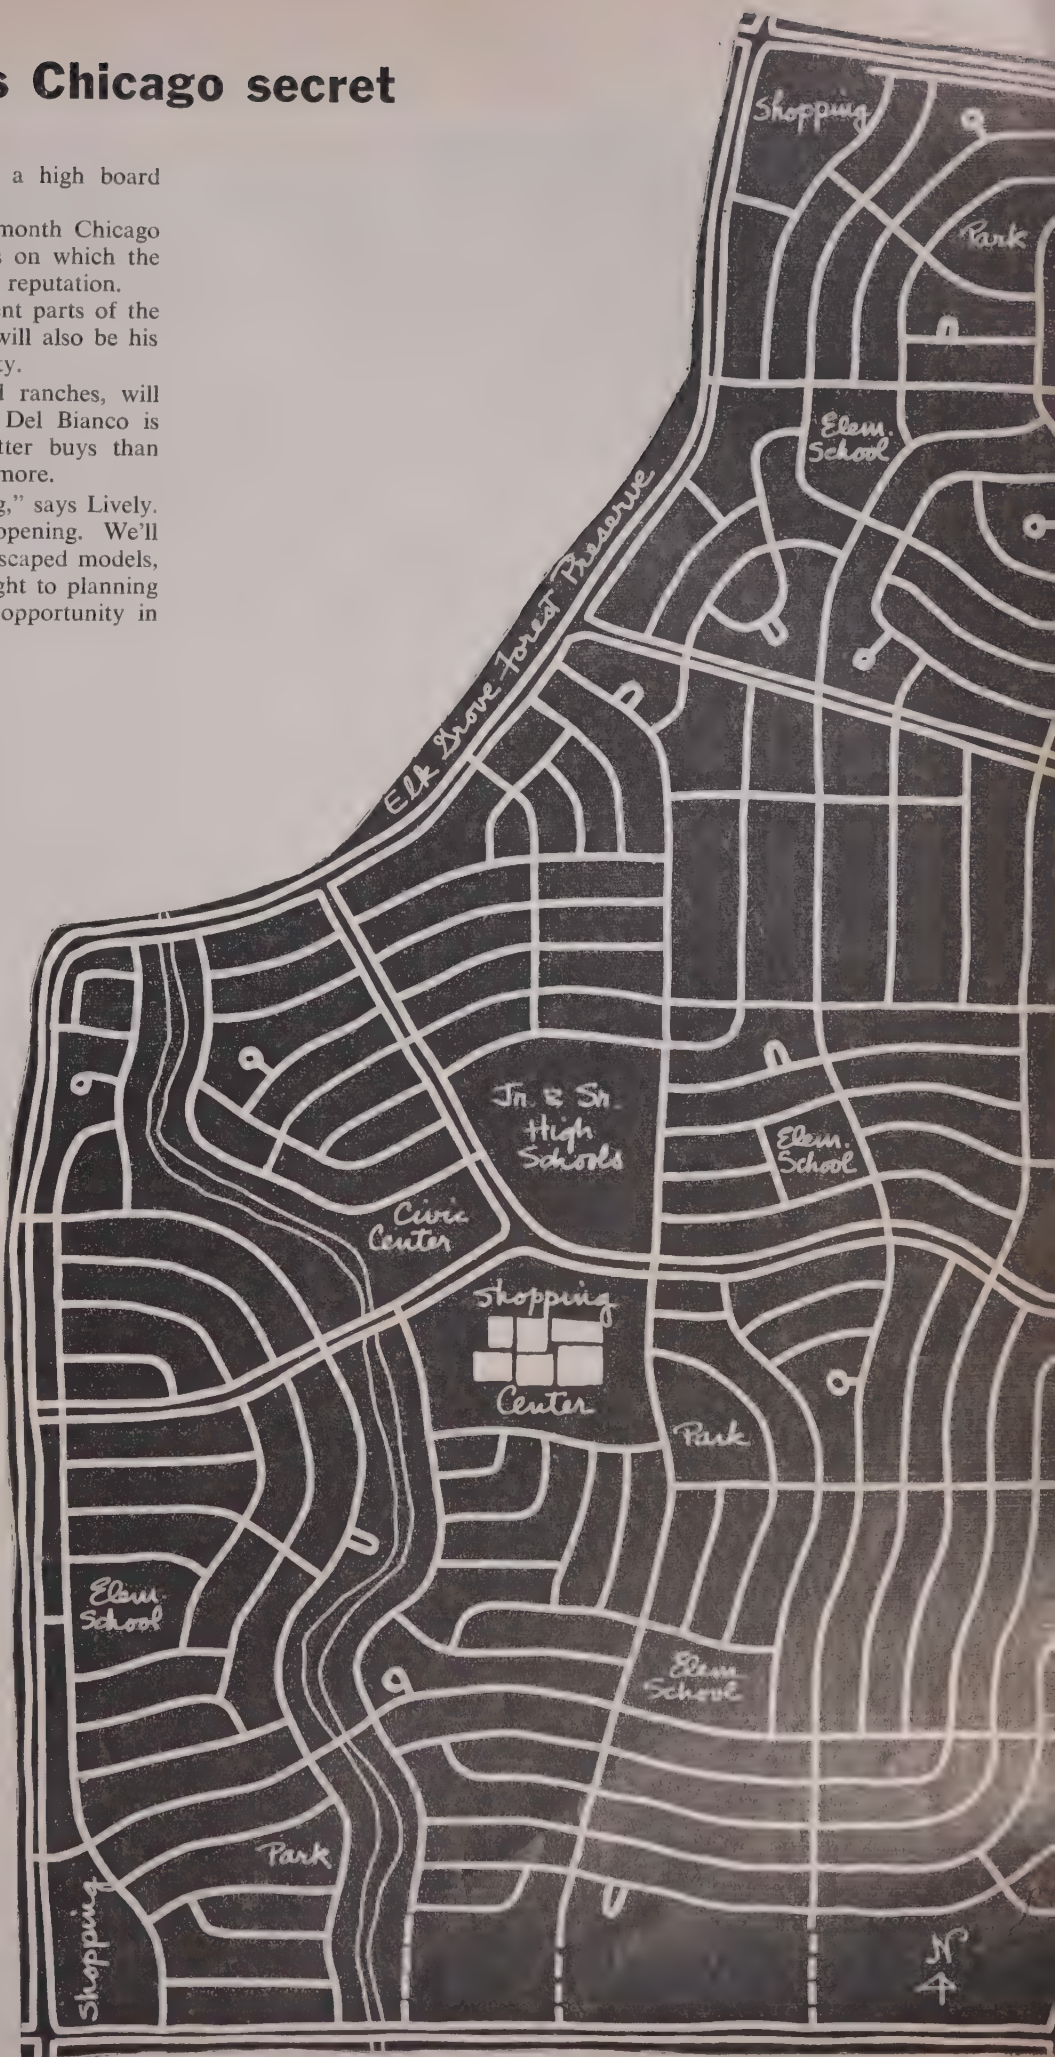 s Chicago secret
a high board
month Chicago
s on which the
reputation.
nt parts of the
will also be his
ty.
d ranches, will
Del Bianco is
tter buys than
more.
g,” says Lively.
opening. We’ll
scaped models,
ght to planning
opportunity in
Shopping
Park
Elem.
School
Elk Grove Forest Preserve
Jr. & Sr.
High
Schools
Elem.
School
Civic
Center
Shopping
Center
Park
Elem.
School
Elem.
School
Park
Shopping
N